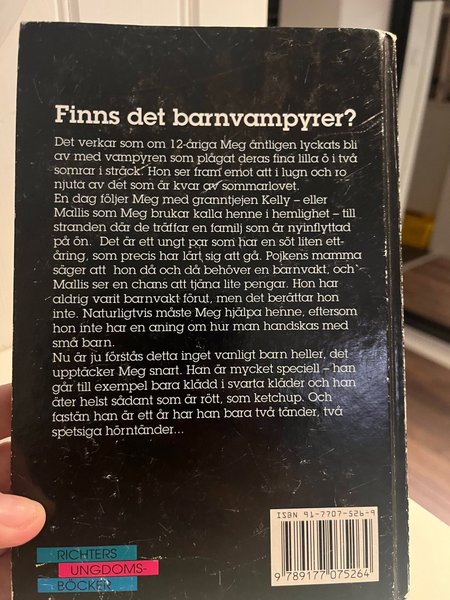 Finns det barnvampyrer?
Det verkar som om 12-åriga Meg äntligen lyckats bli
av med vampyren som plågat deras fina lilla ö i två
somrar i sträck. Hon ser fram emot att i lugn och ro
njuta av det som är kvar av sommarlovet.
En dag följer Meg med granntjejen Kelly – eller
Mallis som Meg brukar kalla henne i hemlighet – till
stranden där de träffar en familj som är nyinflyttad
på ön. Det är ett ungt par som har en söt liten ett-
åring, som precis har lärt sig att gå. Pojkens mamma
säger att hon då och då behöver en barnvakt, och
Mallis ser en chans att tjäna lite pengar. Hon har
aldrig varit barnvakt förut, men det berättar hon
inte. Naturligtvis måste Meg hjälpa henne, eftersom
hon inte har en aning om hur man handskas med
små barn.
Nu är ju förstås detta inget vanligt barn heller, det
upptäcker Meg snart. Han är mycket speciell – han
går till exempel bara klädd i svarta kläder och han
äter helst sådant som är rött, som ketchup. Och
fastän han är ett år har han bara två tänder, två
spetsiga hörntänder...
ISBN 91-7707-526-9
9 789177 075264
RICHTERS
UNGDOMS-
BÖCKER